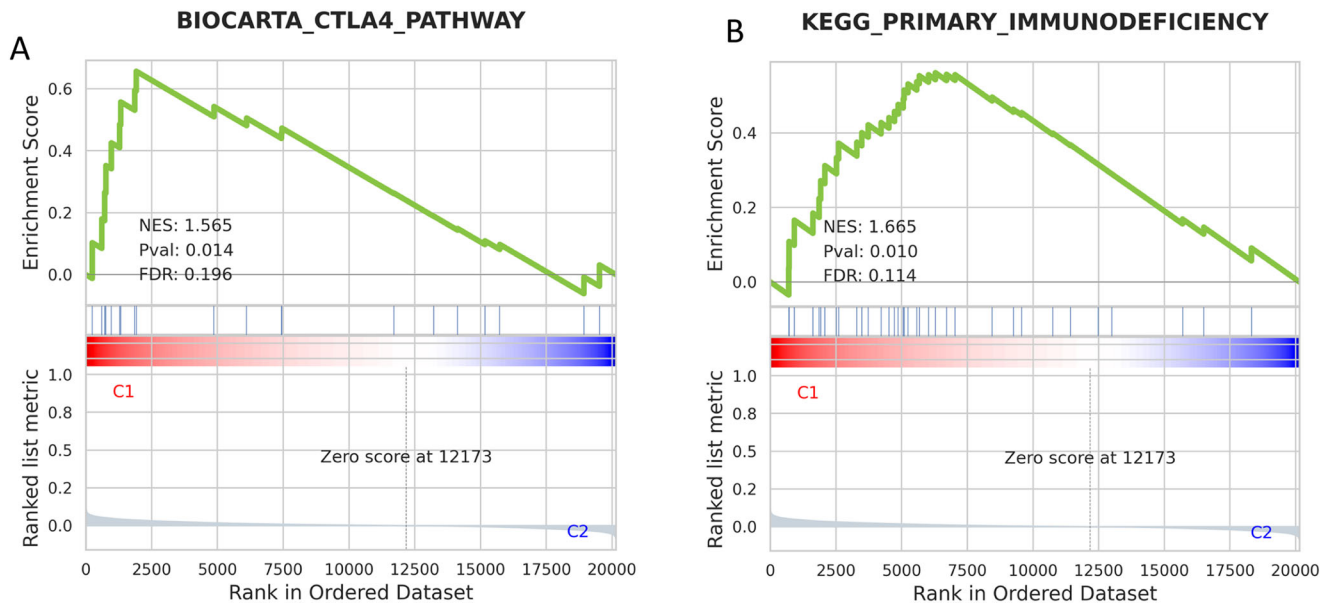 A
BIOCARTA_CTLA4_PATHWAY
Enrichment Score
0.6
0.4
0.2
0.0
NES: 1.565
Pval: 0.014
FDR: 0.196
Ranked list metric
1.0
0.8
0.5
0.2
0.0
C1
Zero score at 12173
C2
0 2500 5000 7500 10000 12500 15000 17500 20000
Rank in Ordered Dataset
B
KEGG_PRIMARY_IMMUNODEFICIENCY
Enrichment Score
0.4
0.2
0.0
NES: 1.665
Pval: 0.010
FDR: 0.114
Ranked list metric
1.0
0.8
0.5
0.2
0.0
C1
Zero score at 12173
C2
0 2500 5000 7500 10000 12500 15000 17500 20000
Rank in Ordered Dataset